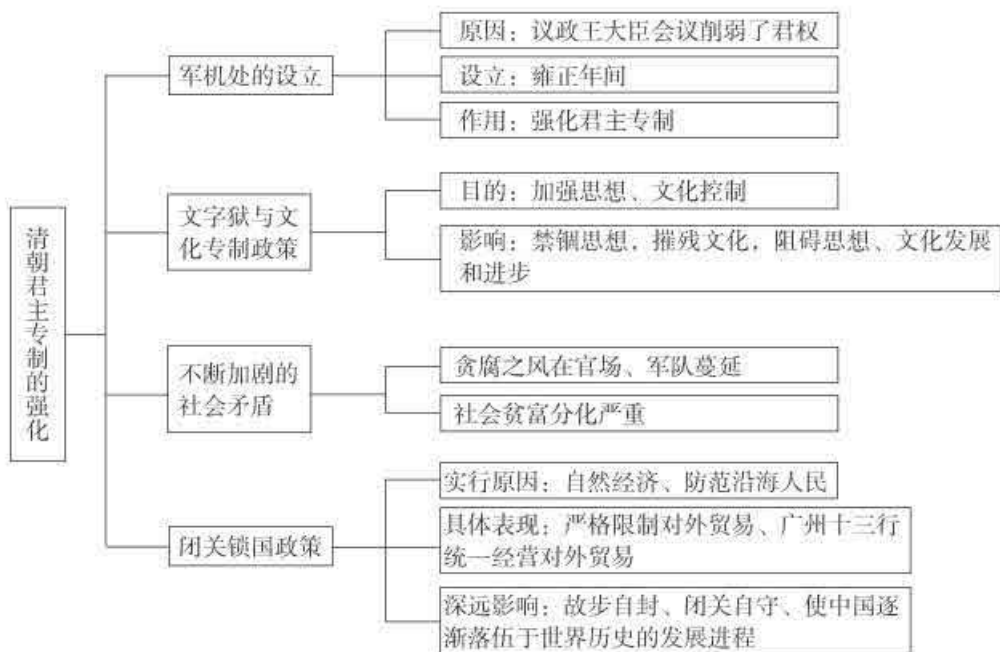 清朝君主专制的强化
军机处的设立
原因：议政王大臣会议削弱了君权
设立：雍正年间
作用：强化君主专制
文字狱与文
化专制政策
目的：加强思想、文化控制
影响：禁锢思想，摧残文化，阻碍思想、文化发展
和进步
不断加剧的
社会矛盾
贪腐之风在官场、军队蔓延
社会贫富分化严重
闭关锁国政策
实行原因：自然经济、防范沿海人民
具体表现：严格限制对外贸易、广州十三行
统一经营对外贸易
深远影响：故步自封、闭关自守、使中国逐
渐落伍于世界历史的发展进程